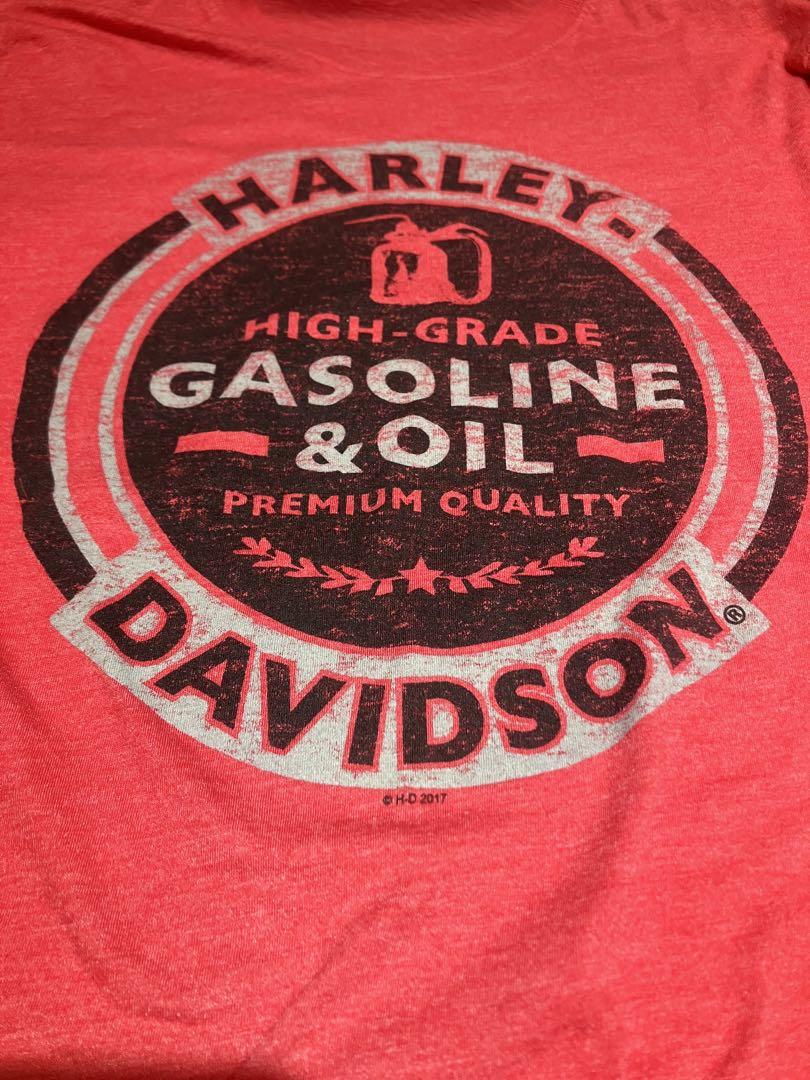 HARLEY-
HIGH-GRADE
GASOLINE
& OIL
PREMIUM QUALITY
DAVIDSON®
© H-D 2017